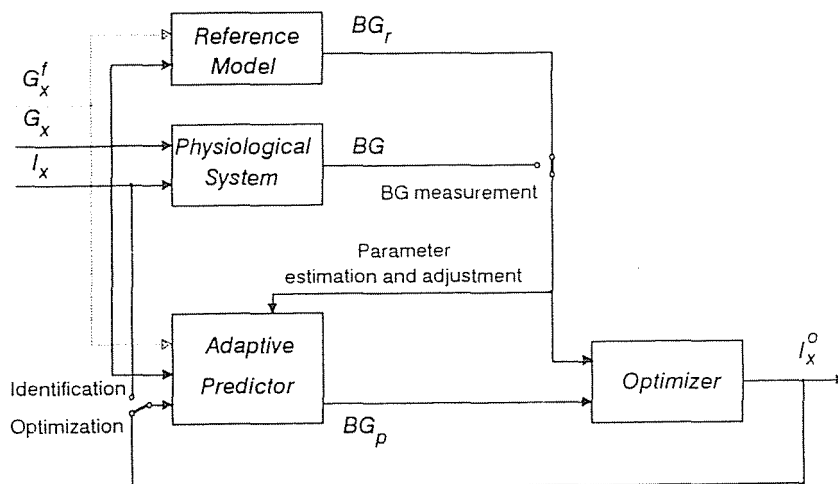 Reference
Model
BG_r
G_x^f
G_x
I_x
Physiological
System
BG
BG measurement
Parameter
estimation and adjustment
Adaptive
Predictor
Identification
Optimization
BG_p
Optimizer
I_x^o